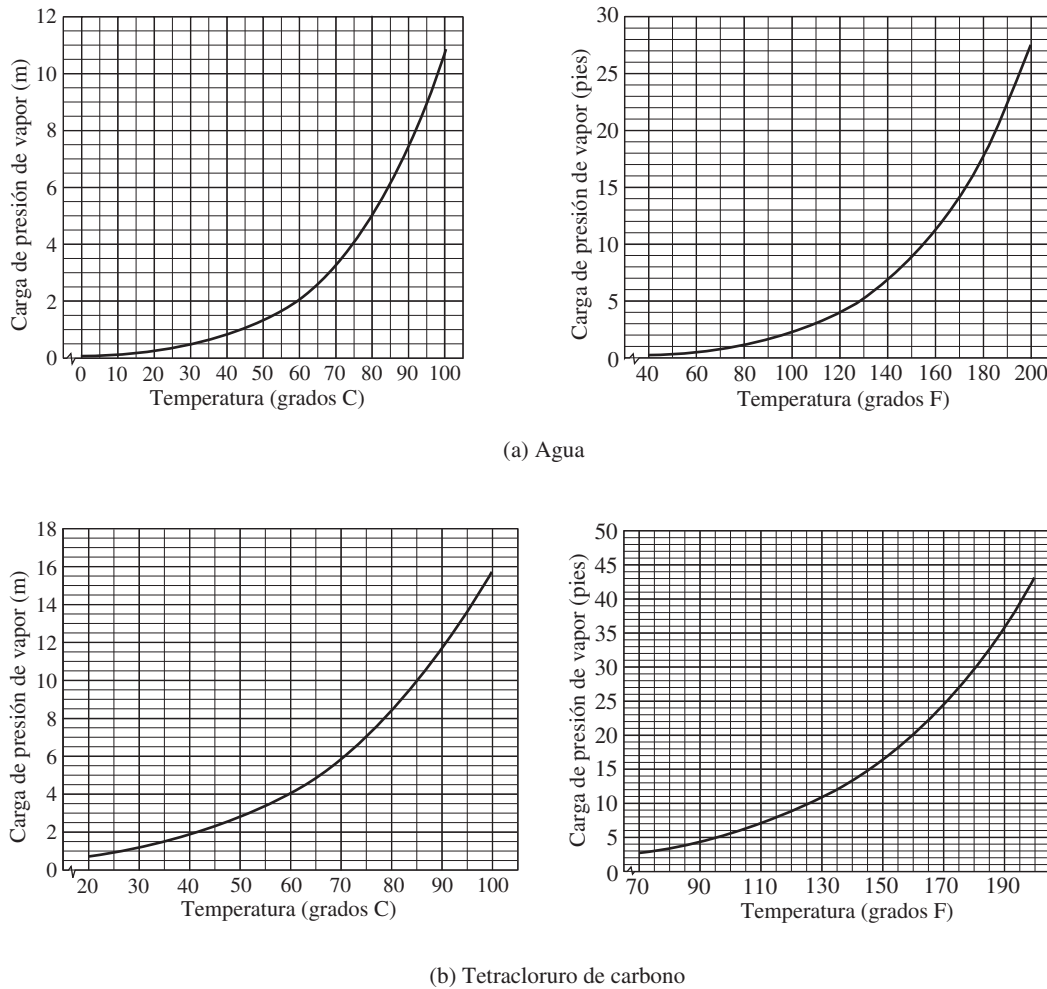 Carga de presión de vapor (m)
12
10
8
6
4
2
0
0 10 20 30 40 50 60 70 80 90 100
Temperatura (grados C)
Carga de presión de vapor (pies)
30
25
20
15
10
5
0
40 60 80 100 120 140 160 180 200
Temperatura (grados F)
(a) Agua
Carga de presión de vapor (m)
18
16
14
12
10
8
6
4
2
0
20 30 40 50 60 70 80 90 100
Temperatura (grados C)
Carga de presión de vapor (pies)
50
45
40
35
30
25
20
15
10
5
0
70 90 110 130 150 170 190
Temperatura (grados F)
(b) Tetracloruro de carbono